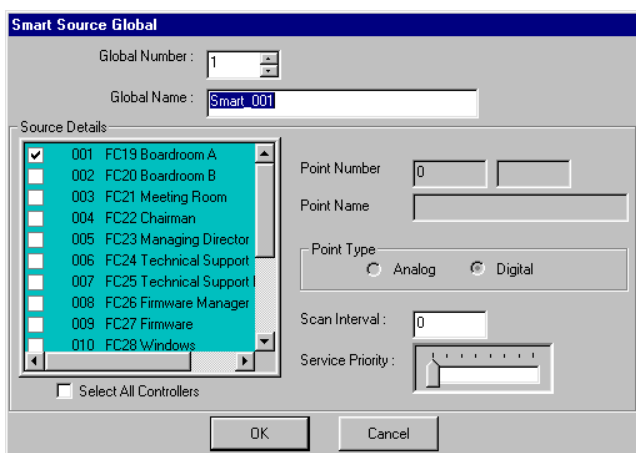 Smart Source Global
Global Number : 1
Global Name : Smart_001
Source Details
001 FC19 Boardroom A
002 FC20 Boardroom B
003 FC21 Meeting Room
004 FC22 Chairman
005 FC23 Managing Director
006 FC24 Technical Support
007 FC25 Technical Support
008 FC26 Firmware Manager
009 FC27 Firmware
010 FC28 Windows
Select All Controllers
Point Number 0
Point Name
Point Type
Analog Digital
Scan Interval : 0
Service Priority :
OK Cancel